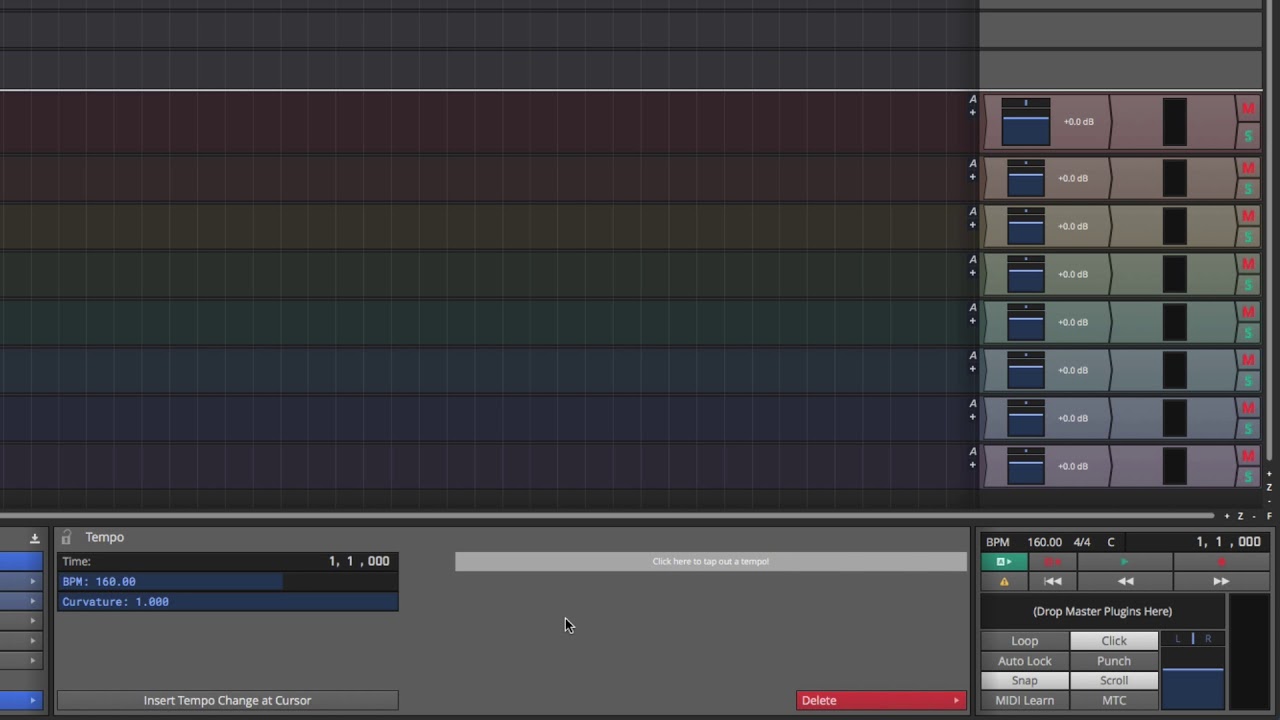 A
+
+0.0 dB
M
S
A
+
+0.0 dB
M
S
A
+
+0.0 dB
M
S
A
+
+0.0 dB
M
S
A
+
+0.0 dB
M
S
A
+
+0.0 dB
M
S
A
+
+0.0 dB
M
S
A
+
+0.0 dB
M
S
+
Z
-
+ Z - F
Tempo
Time: 1, 1 ,000
BPM: 160.00
Curvature: 1.000
Click here to tap out a tempo!
Insert Tempo Change at Cursor
Delete
BPM 160.00 4/4 C 1, 1 ,000
A
(Drop Master Plugins Here)
Loop Click
L R
Auto Lock Punch
Snap Scroll
MIDI Learn MTC